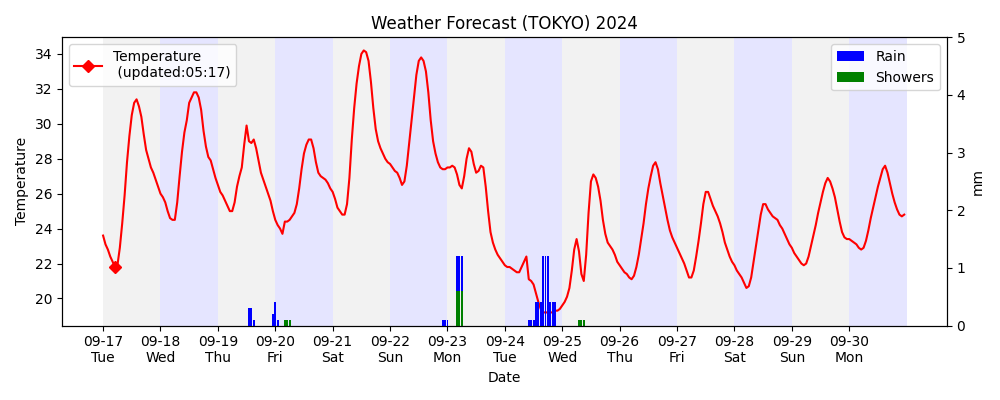 Weather Forecast (TOKYO) 2024
Temperature
(updated:05:17)
Rain
Showers
34
32
30
28
26
24
22
20
Temperature
5
4
3
2
1
0
mm
09-17 09-18 09-19 09-20 09-21 09-22 09-23 09-24 09-25 09-26 09-27 09-28 09-29 09-30
Tue Wed Thu Fri Sat Sun Mon Tue Wed Thu Fri Sat Sun Mon
Date